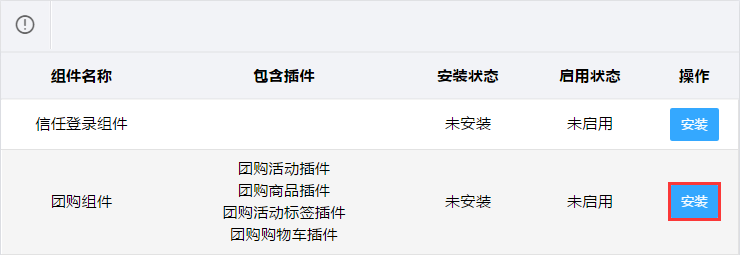 组件名称 包含插件 安装状态 启用状态 操作
信任登录组件 未安装 未启用 安装
团购活动插件
团购商品插件
团购组件 未安装 未启用 安装
团购活动标签插件
团购购物车插件